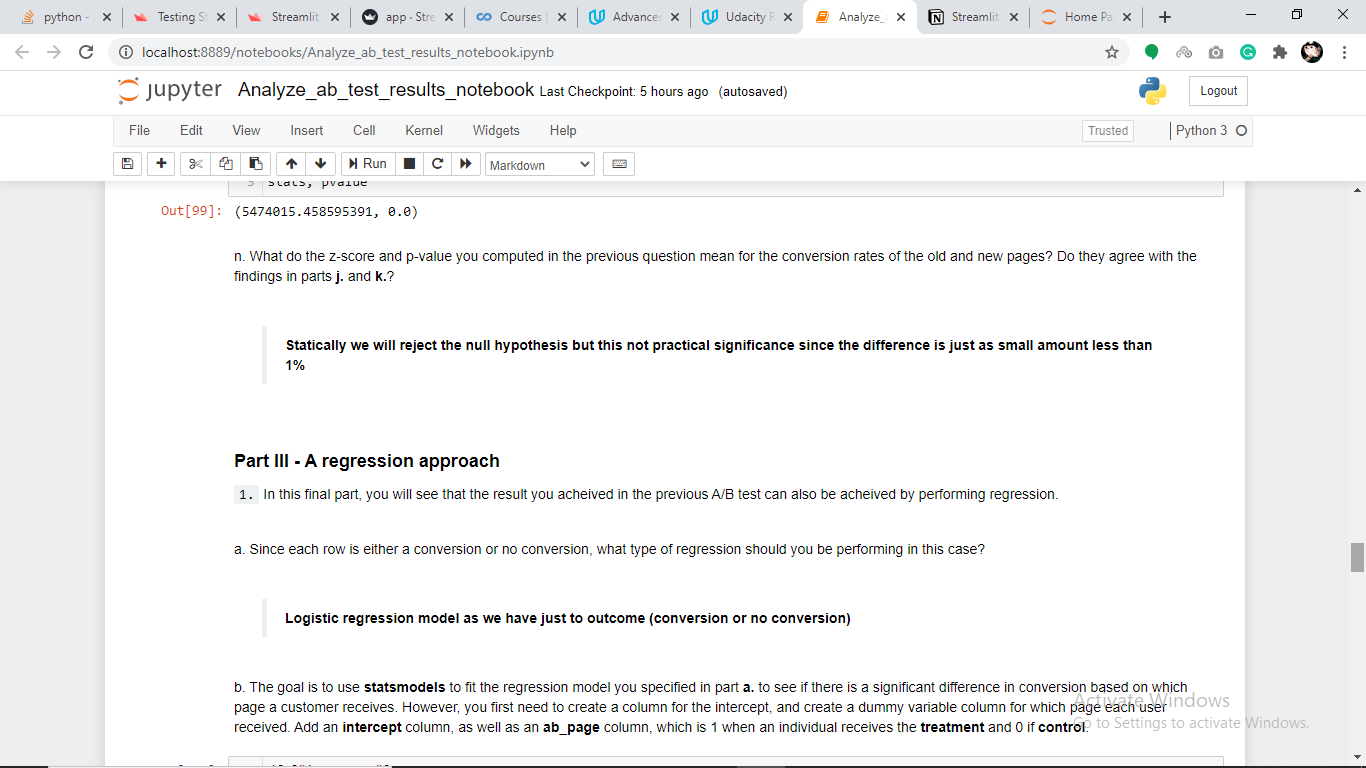 python -
Testing S
Streamlit
app · Stre
Courses
Advance
Udacity
Analyze_
Streamlit
Home Pa
localhost:8889/notebooks/Analyze_ab_test_results_notebook.ipynb
jupyter Analyze_ab_test_results_notebook Last Checkpoint: 5 hours ago (autosaved)
Logout
File Edit View Insert Cell Kernel Widgets Help
Trusted
Python 3
Run
Markdown
3 stats, pvalue
Out[99]: (5474015.458595391, 0.0)
n. What do the z-score and p-value you computed in the previous question mean for the conversion rates of the old and new pages? Do they agree with the
findings in parts j. and k.?
Statically we will reject the null hypothesis but this not practical significance since the difference is just as small amount less than
1%
Part III - A regression approach
1. In this final part, you will see that the result you acheived in the previous A/B test can also be acheived by performing regression.
a. Since each row is either a conversion or no conversion, what type of regression should you be performing in this case?
Logistic regression model as we have just to outcome (conversion or no conversion)
b. The goal is to use statsmodels to fit the regression model you specified in part a. to see if there is a significant difference in conversion based on which
page a customer receives. However, you first need to create a column for the intercept, and create a dummy variable column for which page each user
received. Add an intercept column, as well as an ab_page column, which is 1 when an individual receives the treatment and 0 if control.
Activate Windows
Go to Settings to activate Windows.